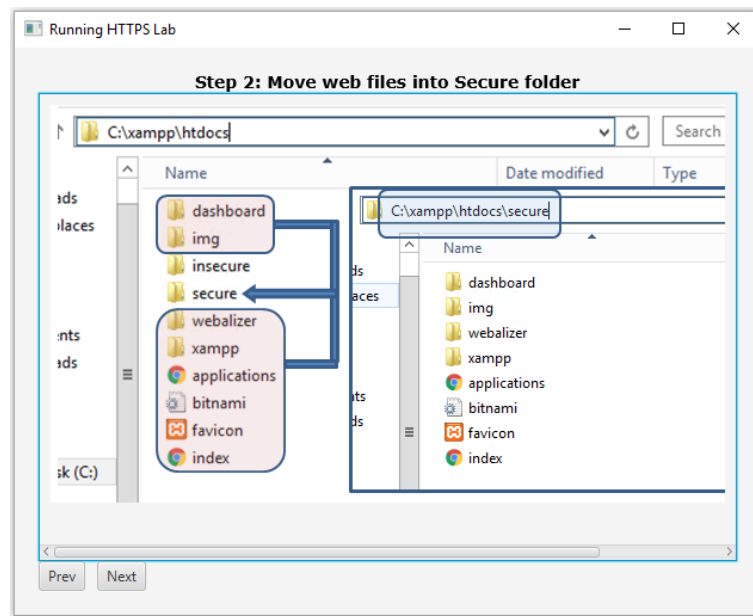 Running HTTPS Lab
Step 2: Move web files into Secure folder
C:\xampp\htdocs
Search
Name
Date modified
Type
ads
laces
ents
ads
sk (C:)
dashboard
img
insecure
secure
webalizer
xampp
applications
bitnami
favicon
index
C:\xampp\htdocs\secure
Name
ds
aces
nts
ds
dashboard
img
webalizer
xampp
applications
bitnami
favicon
index
Prev
Next